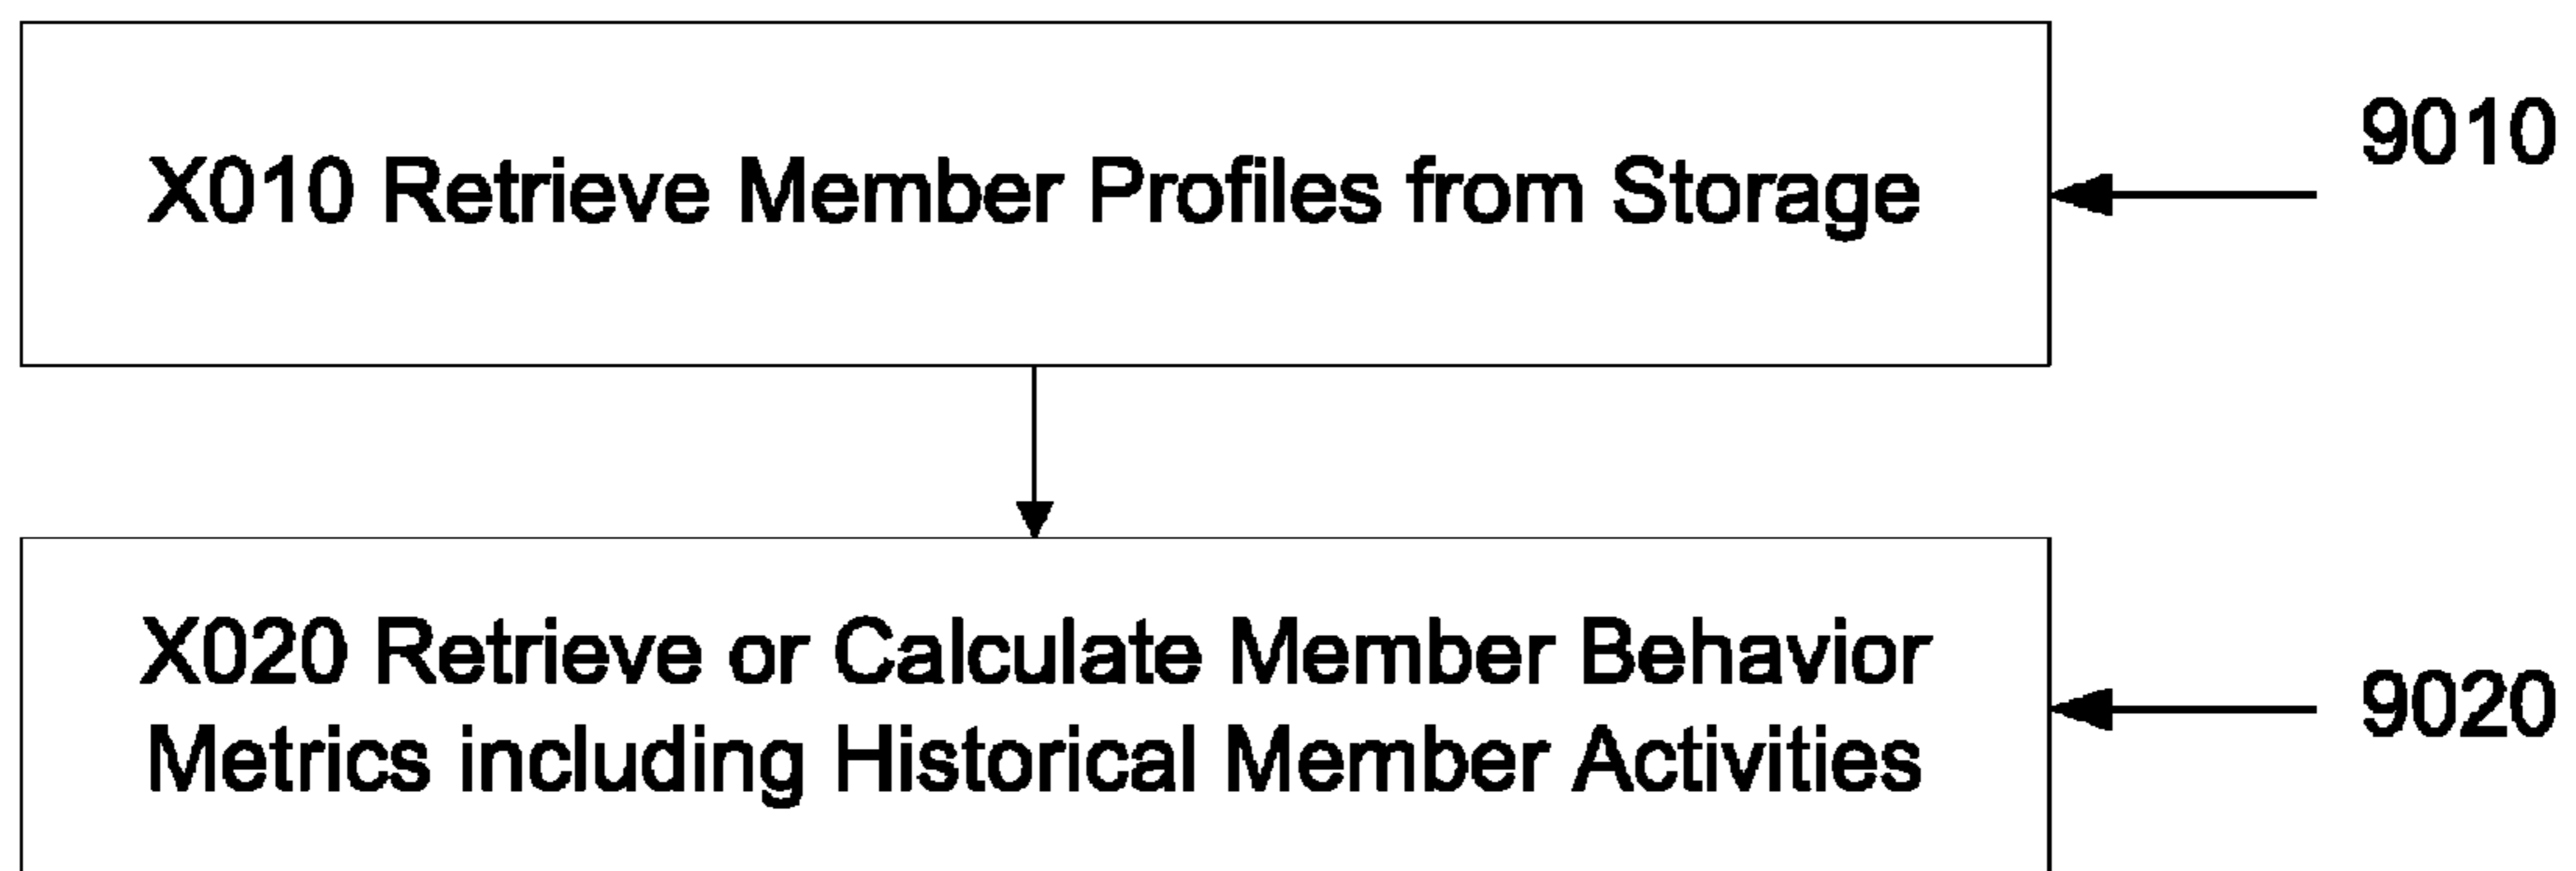 X010 Retrieve Member Profiles from Storage
9010
X020 Retrieve or Calculate Member Behavior
Metrics including Historical Member Activities
9020